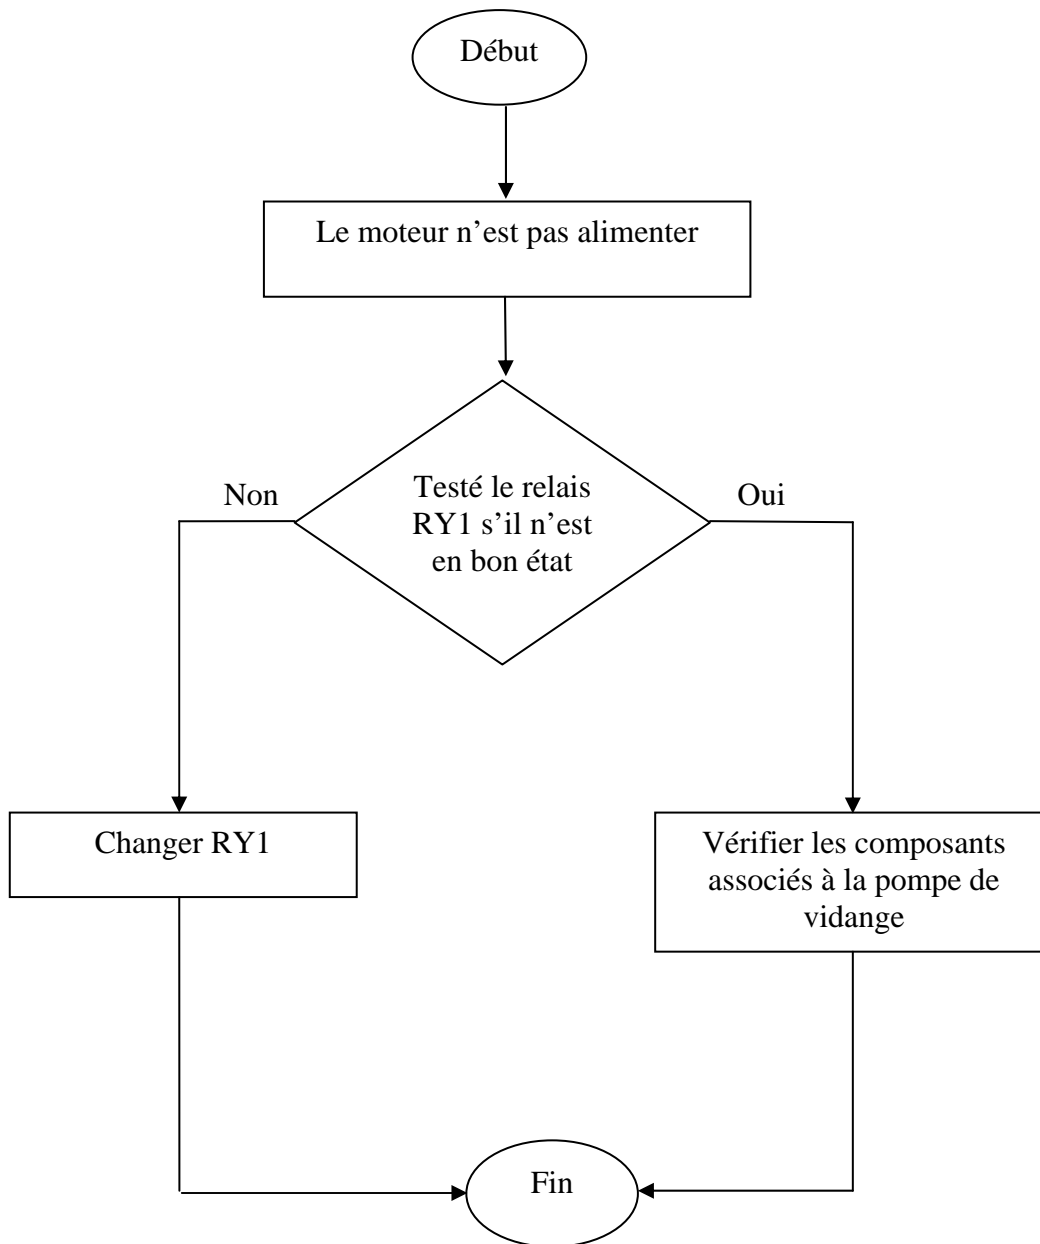 Début
Le moteur n'est pas alimenter
Non
Testé le relais
RY1 s'il n'est
en bon état
Oui
Changer RY1
Vérifier les composants
associés à la pompe de
vidange
Fin